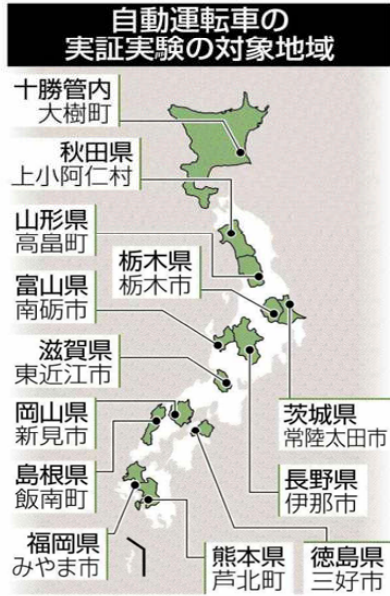 自動運転車の
実証実験の対象地域
十勝管内
大樹町
秋田県
上小阿仁村
山形県
高畠町
栃木県
栃木市
富山県
南砺市
滋賀県
東近江市
岡山県
新見市
茨城県
常陸太田市
島根県
飯南町
長野県
伊那市
福岡県
みやま市
熊本県
芦北町
徳島県
三好市